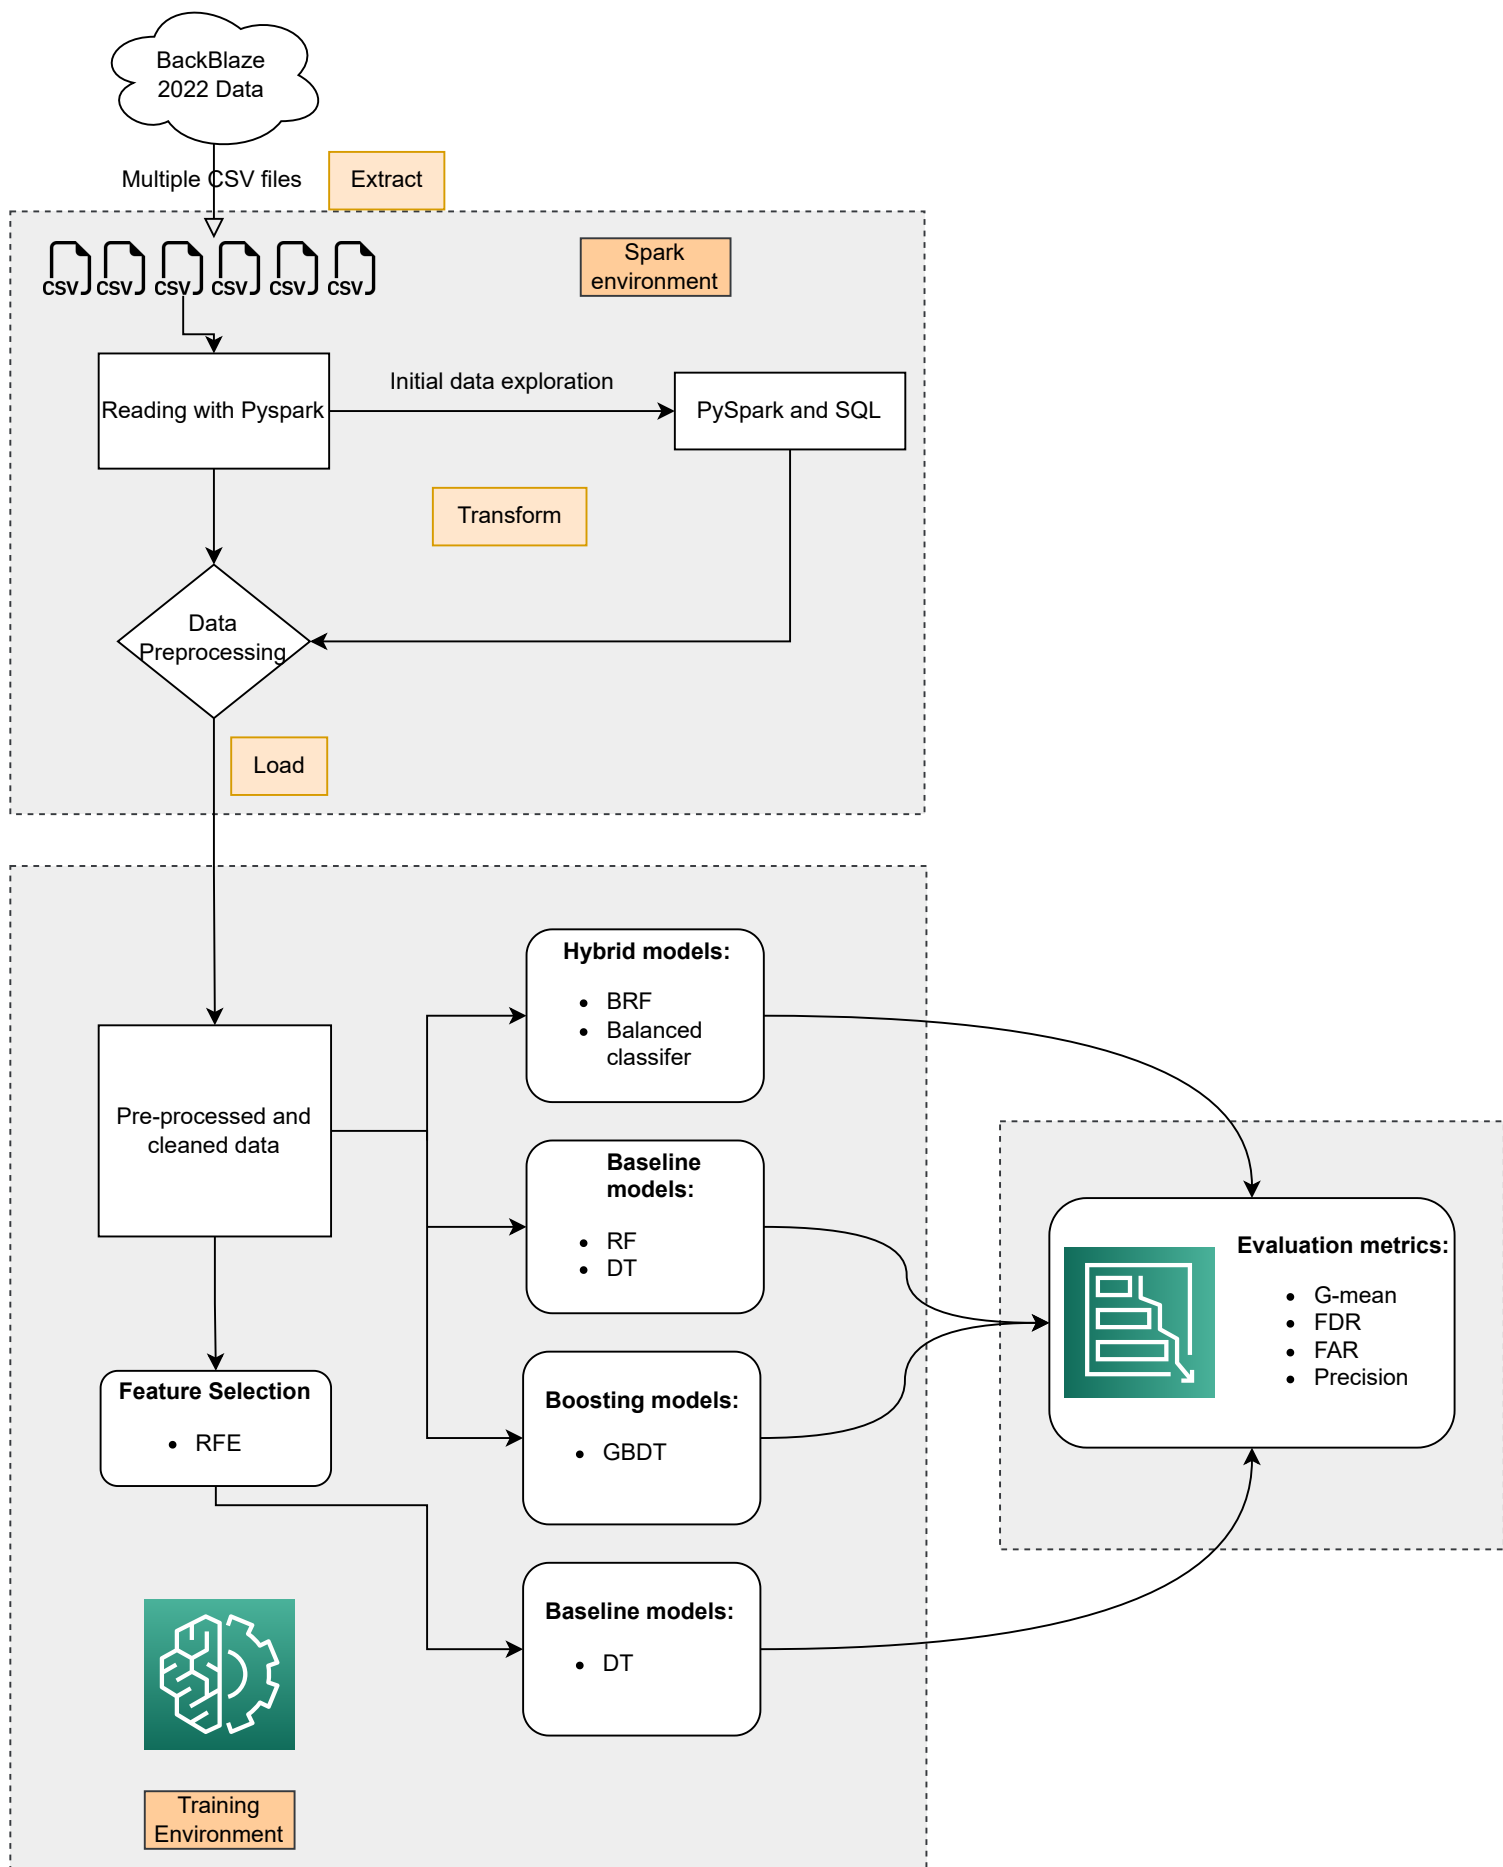 BackBlaze
2022 Data
Multiple CSV files
Extract
CSV
CSV
CSV
CSV
CSV
CSV
Spark
environment
Reading with Pyspark
Initial data exploration
PySpark and SQL
Transform
Data
Preprocessing
Load
Hybrid models:
• BRF
• Balanced
classifer
Pre-processed and
cleaned data
Baseline
models:
• RF
• DT
Evaluation metrics:
• G-mean
• FDR
• FAR
• Precision
Feature Selection
• RFE
Boosting models:
• GBDT
Baseline models:
• DT
Training
Environment